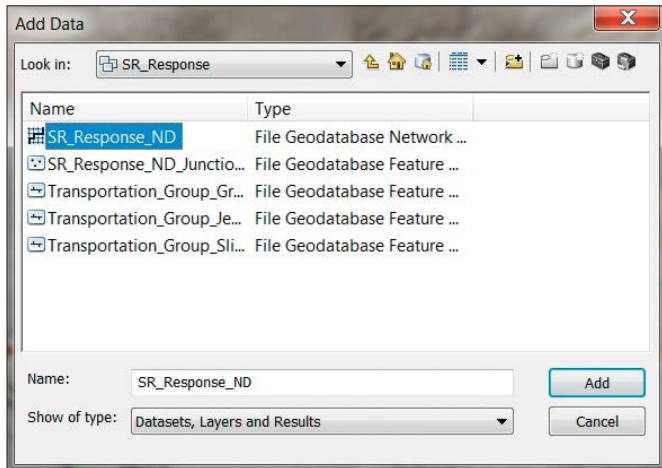 Add Data
Look in: SR_Response
Name Type
SR_Response_ND File Geodatabase Network ...
SR_Response_ND_Junctio... File Geodatabase Feature ...
Transportation_Group_Gr... File Geodatabase Feature ...
Transportation_Group_Je... File Geodatabase Feature ...
Transportation_Group_Sli... File Geodatabase Feature ...
Name: SR_Response_ND Add
Show of type: Datasets, Layers and Results Cancel